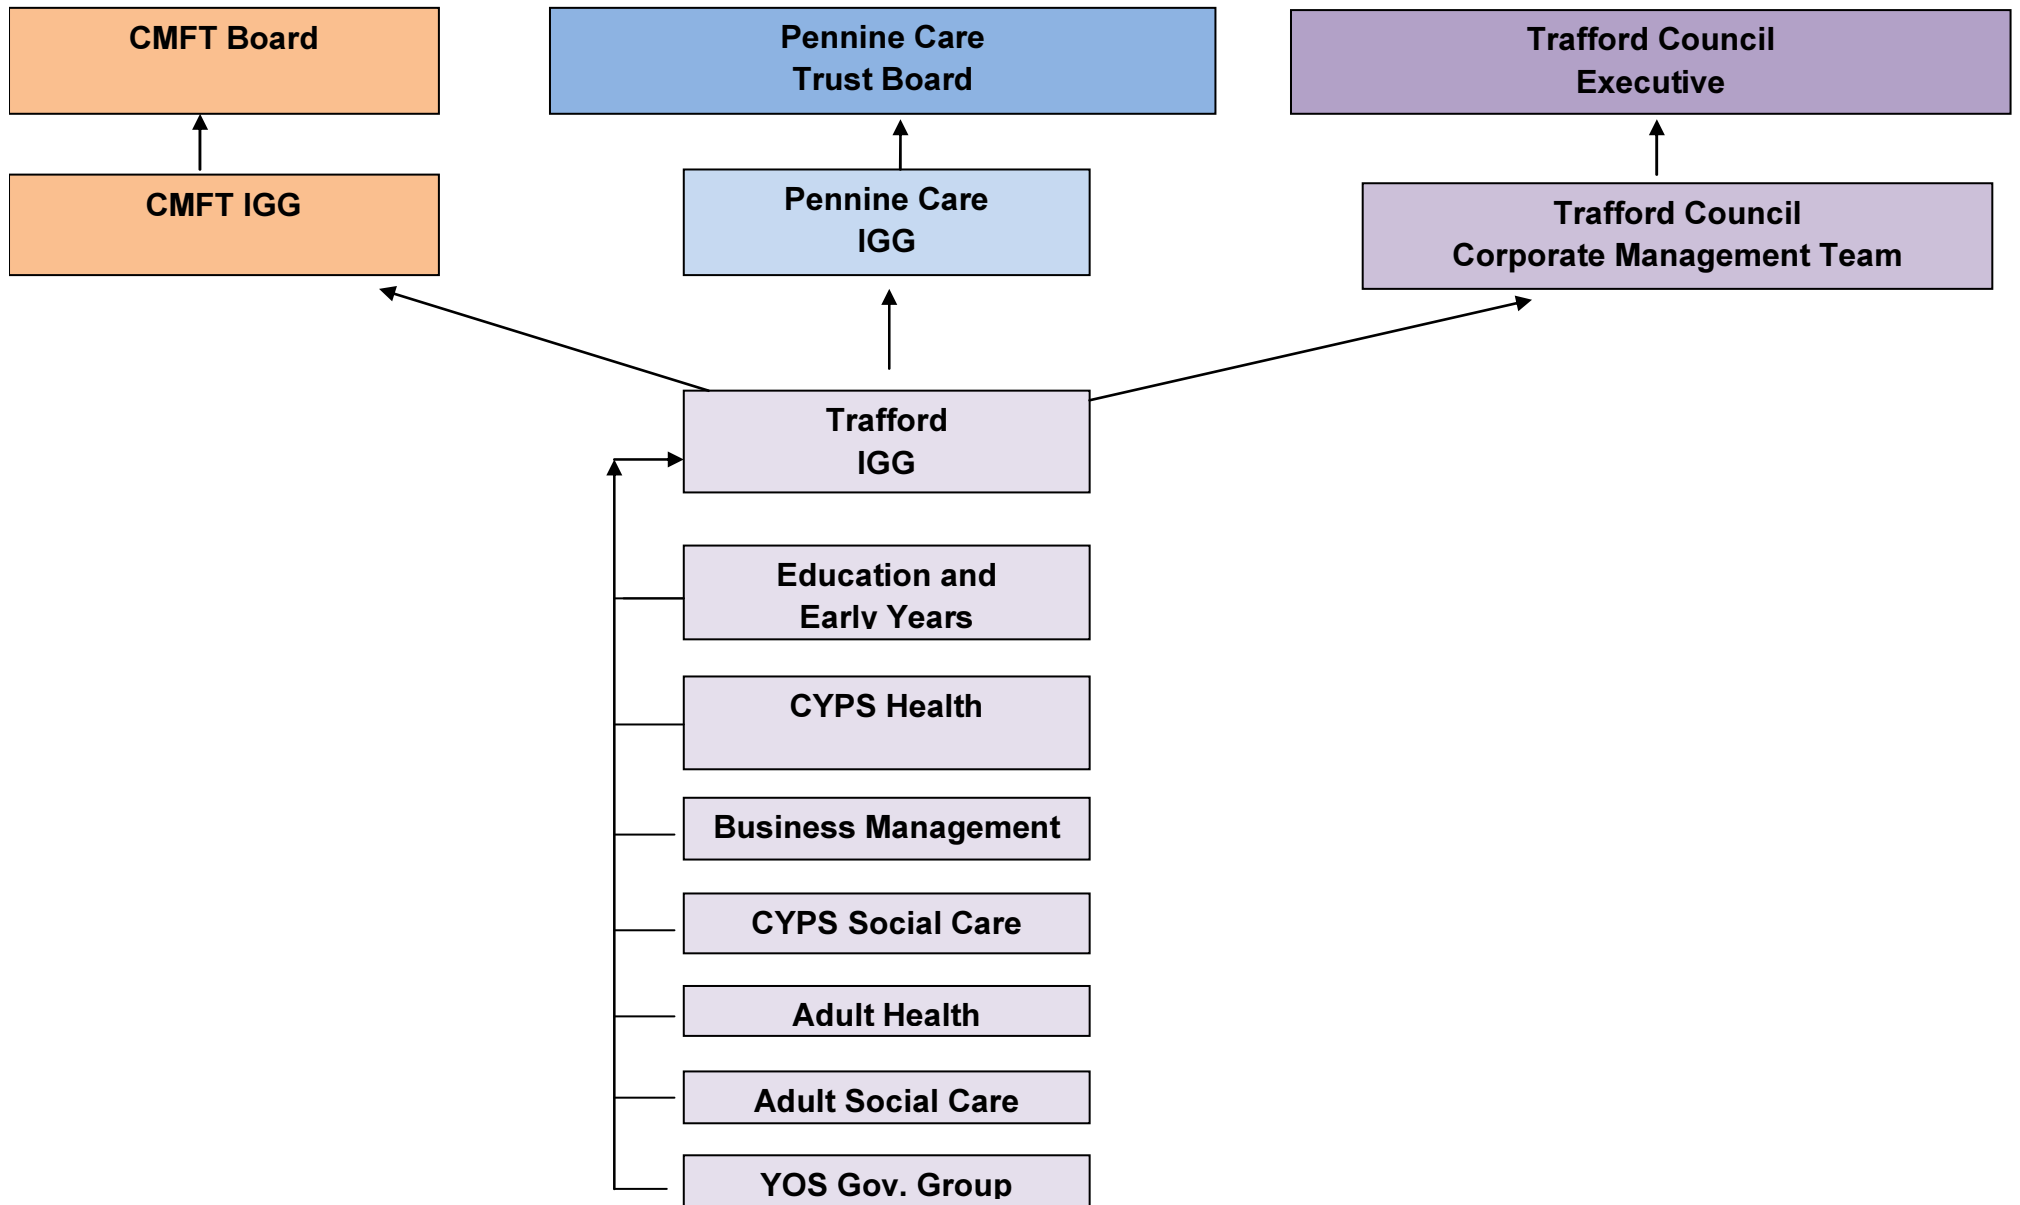 CMFT Board
Pennine Care
Trust Board
Trafford Council
Executive
CMFT IGG
Pennine Care
IGG
Trafford Council
Corporate Management Team
Trafford
IGG
Education and
Early Years
CYPS Health
Business Management
CYPS Social Care
Adult Health
Adult Social Care
YOS Gov. Group